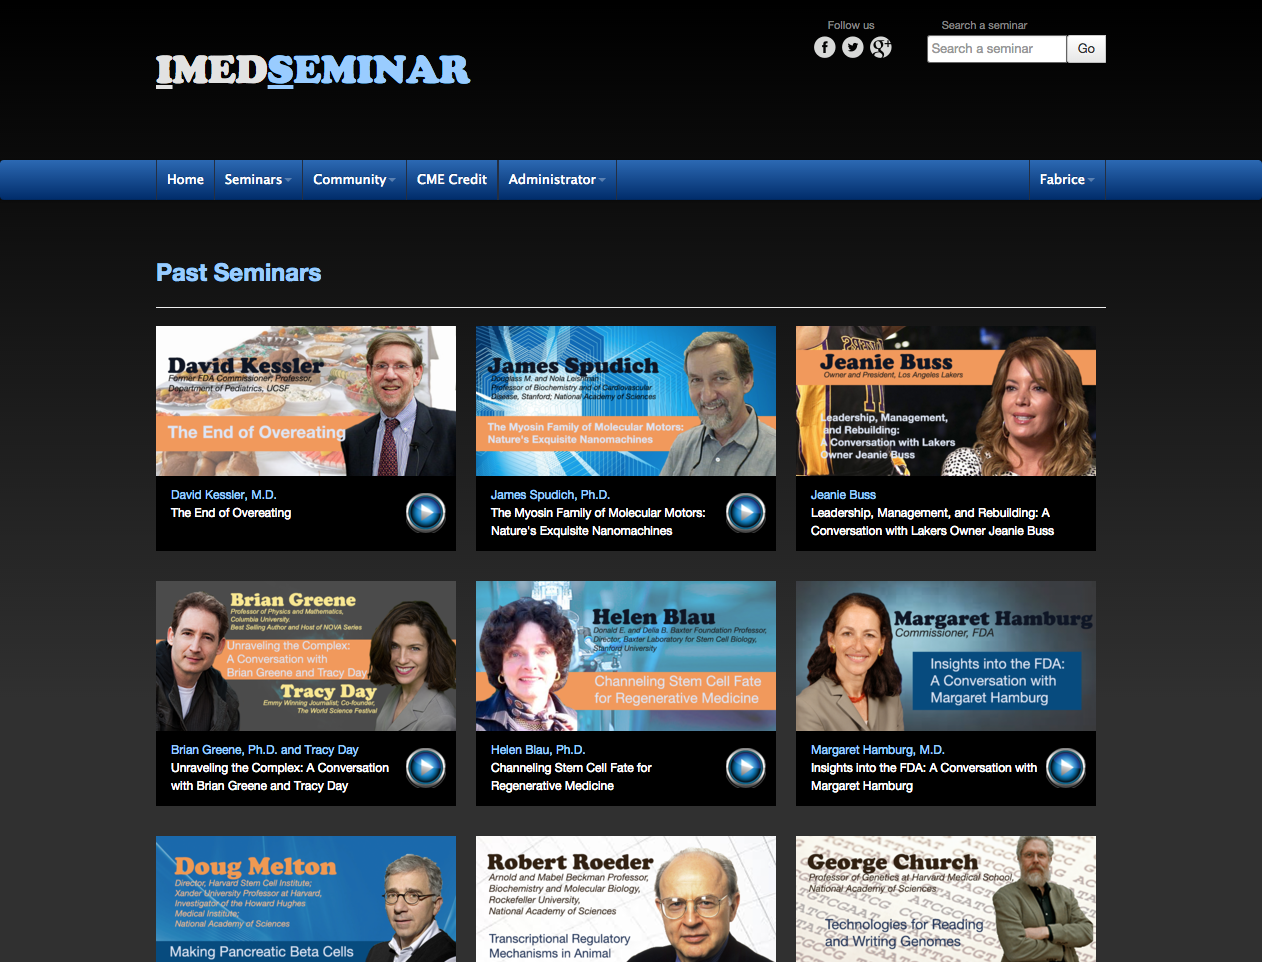 Follow us
Search a seminar
Search a seminar
Go
IMEDSEMINAR
Home
Seminars
Community
CME Credit
Administrator
Fabrice
Past Seminars
David Kessler
Former FDA Commissioner; Professor,
Department of Pediatrics, UCSF
The End of Overeating
David Kessler, M.D.
The End of Overeating
James Spudich
Douglass M. and Nola Leishman
Professor of Biochemistry and of Cardiovascular
Disease, Stanford; National Academy of Sciences
The Myosin Family of Molecular Motors:
Nature's Exquisite Nanomachines
James Spudich, Ph.D.
The Myosin Family of Molecular Motors:
Nature's Exquisite Nanomachines
Jeanie Buss
Owner and President, Los Angeles Lakers
Leadership, Management,
and Rebuilding:
A Conversation with Lakers
Owner Jeanie Buss
Jeanie Buss
Leadership, Management, and Rebuilding: A
Conversation with Lakers Owner Jeanie Buss
Brian Greene
Professor of Physics and Mathematics,
Columbia University.
Best Selling Author and Host of NOVA Series
Unraveling the Complex:
A Conversation with
Brian Greene and Tracy Day
Tracy Day
Emmy Winning Journalist; Co-founder,
The World Science Festival
Brian Greene, Ph.D. and Tracy Day
Unraveling the Complex: A Conversation
with Brian Greene and Tracy Day
Helen Blau
Donald E. and Delia B. Baxter Foundation Professor,
Director, Baxter Laboratory for Stem Cell Biology,
Stanford University
Channeling Stem Cell Fate
for Regenerative Medicine
Helen Blau, Ph.D.
Channeling Stem Cell Fate for
Regenerative Medicine
Margaret Hamburg
Commissioner, FDA
Insights into the FDA:
A Conversation with
Margaret Hamburg
Margaret Hamburg, M.D.
Insights into the FDA: A Conversation with
Margaret Hamburg
Doug Melton
Director, Harvard Stem Cell Institute;
Xander University Professor at Harvard,
Investigator of the Howard Hughes
Medical Institute;
National Academy of Sciences
Making Pancreatic Beta Cells
Robert Roeder
Arnold and Mabel Beckman Professor,
Biochemistry and Molecular Biology,
Rockefeller University,
National Academy of Sciences
Transcriptional Regulatory
Mechanisms in Animal
George Church
Professor of Genetics at Harvard Medical School,
National Academy of Sciences
Technologies for Reading
and Writing Genomes